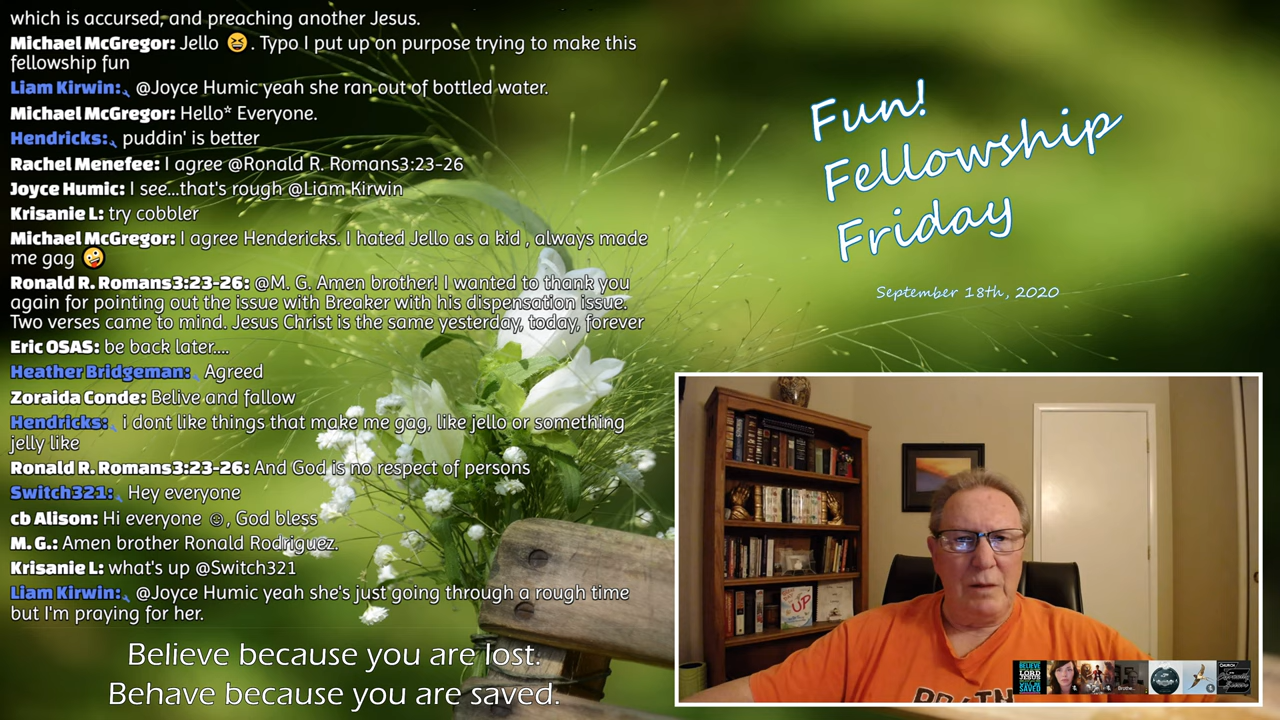 which is accursed, and preaching another Jesus.
Michael McGregor: Jello 😆. Typo I put up on purpose trying to make this
fellowship fun
Liam Kirwin: @Joyce Humic yeah she ran out of bottled water.
Michael McGregor: Hello* Everyone.
Hendricks: puddin' is better
Rachel Menefee: I agree @Ronald R. Romans3:23-26
Joyce Humic: I see...that's rough @Liam Kirwin
Krisanie L: try cobbler
Michael McGregor: I agree Hendericks. I hated Jello as a kid , always made
me gag 🤪
Ronald R. Romans3:23-26: @M. G. Amen brother! I wanted to thank you
again for pointing out the issue with Breaker with his dispensation issue.
Two verses came to mind. Jesus Christ is the same yesterday, today, forever
Eric OSAS: be back later....
Heather Bridgeman: Agreed
Zoraida Conde: Belive and fallow
Hendricks: i dont like things that make me gag, like jello or something
jelly like
Ronald R. Romans3:23-26: And God is no respect of persons
Switch321: Hey everyone
cb Alison: Hi everyone ☺, God bless
M. G.: Amen brother Ronald Rodriguez.
Krisanie L: what's up @Switch321
Liam Kirwin: @Joyce Humic yeah she's just going through a rough time
but I'm praying for her.
Believe because you are lost.
Behave because you are saved.
Fun!
Fellowship
Friday
September 18th, 2020
UP
BELIEVE
LORD
JESUS
SAVED
Brothe...
CHURCH